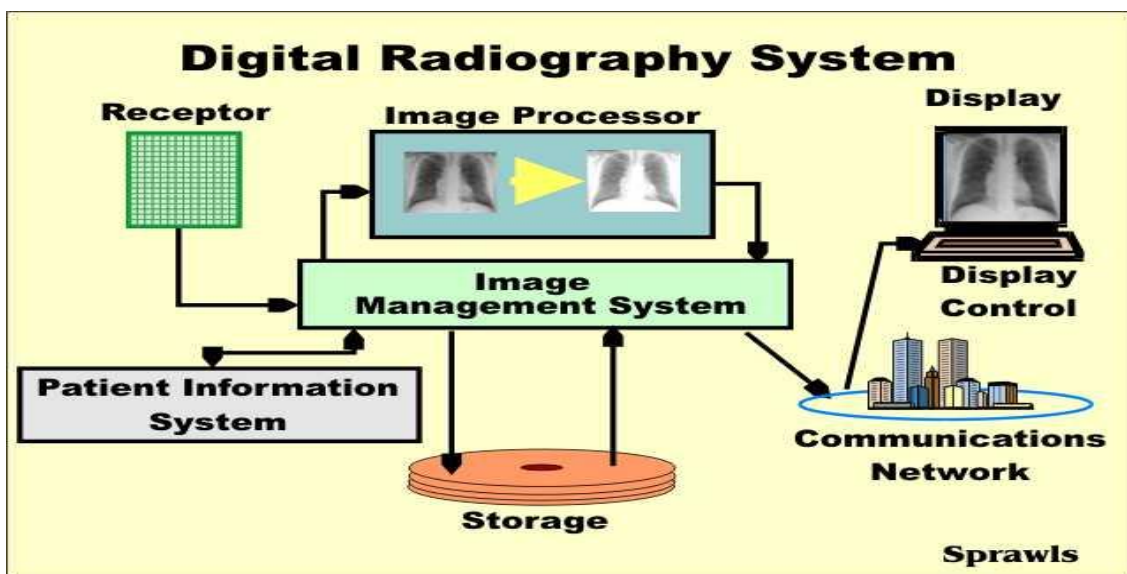 Digital Radiography System
Receptor
Image Processor
Display
Image
Management System
Display
Control
Patient Information
System
Communications
Network
Storage
Sprawls